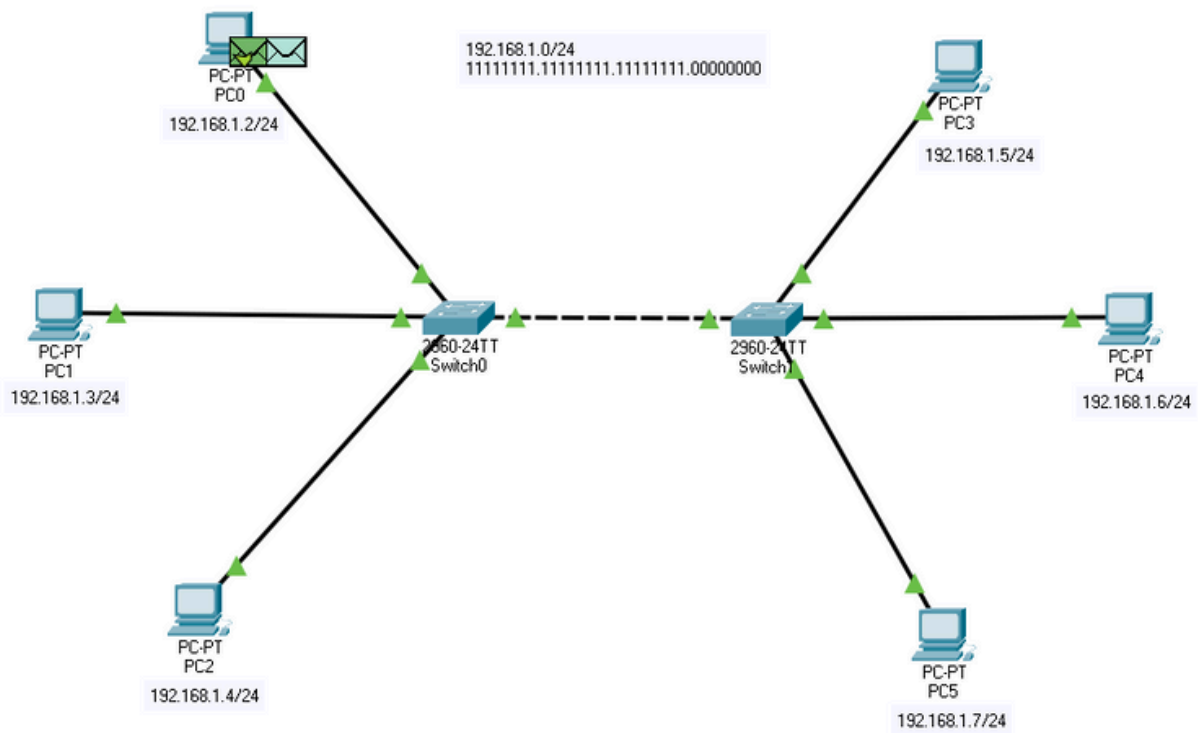 PC-PT
PC0
192.168.1.2/24
192.168.1.0/24
11111111.11111111.11111111.00000000
PC-PT
PC3
192.168.1.5/24
PC-PT
PC1
192.168.1.3/24
2960-24TT
Switch0
2960-24TT
Switch1
PC-PT
PC4
192.168.1.6/24
PC-PT
PC2
192.168.1.4/24
PC-PT
PC5
192.168.1.7/24